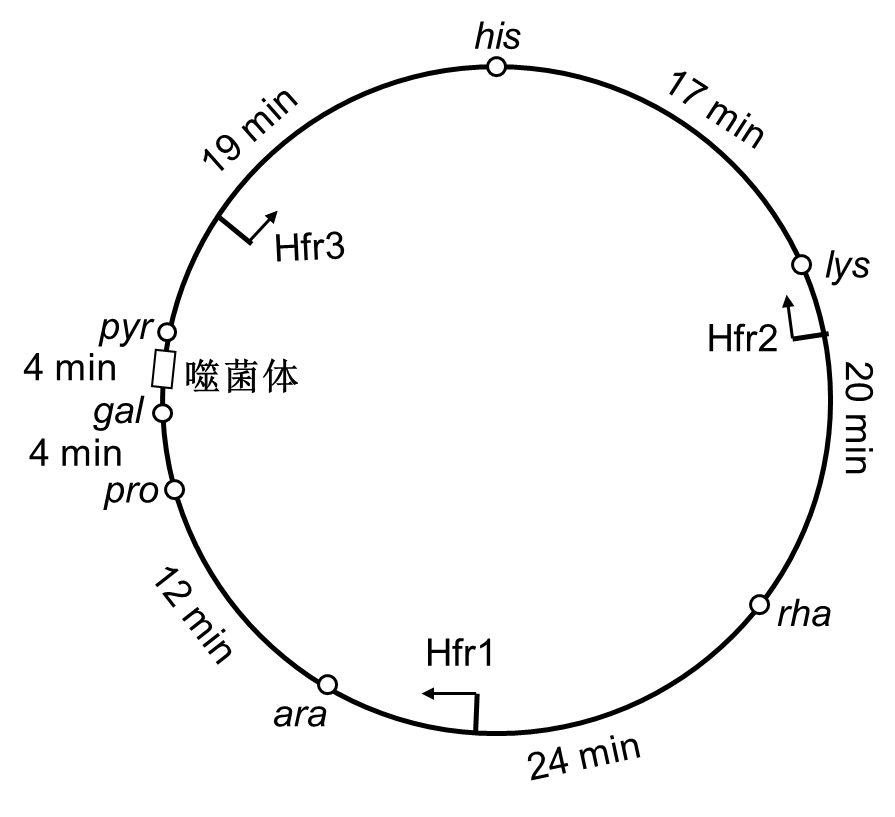 his
17 min
19 min
Hfr3
lys
Hfr2
pyr
4 min
噬菌体
gal
4 min
pro
20 min
12 min
rha
Hfr1
ara
24 min